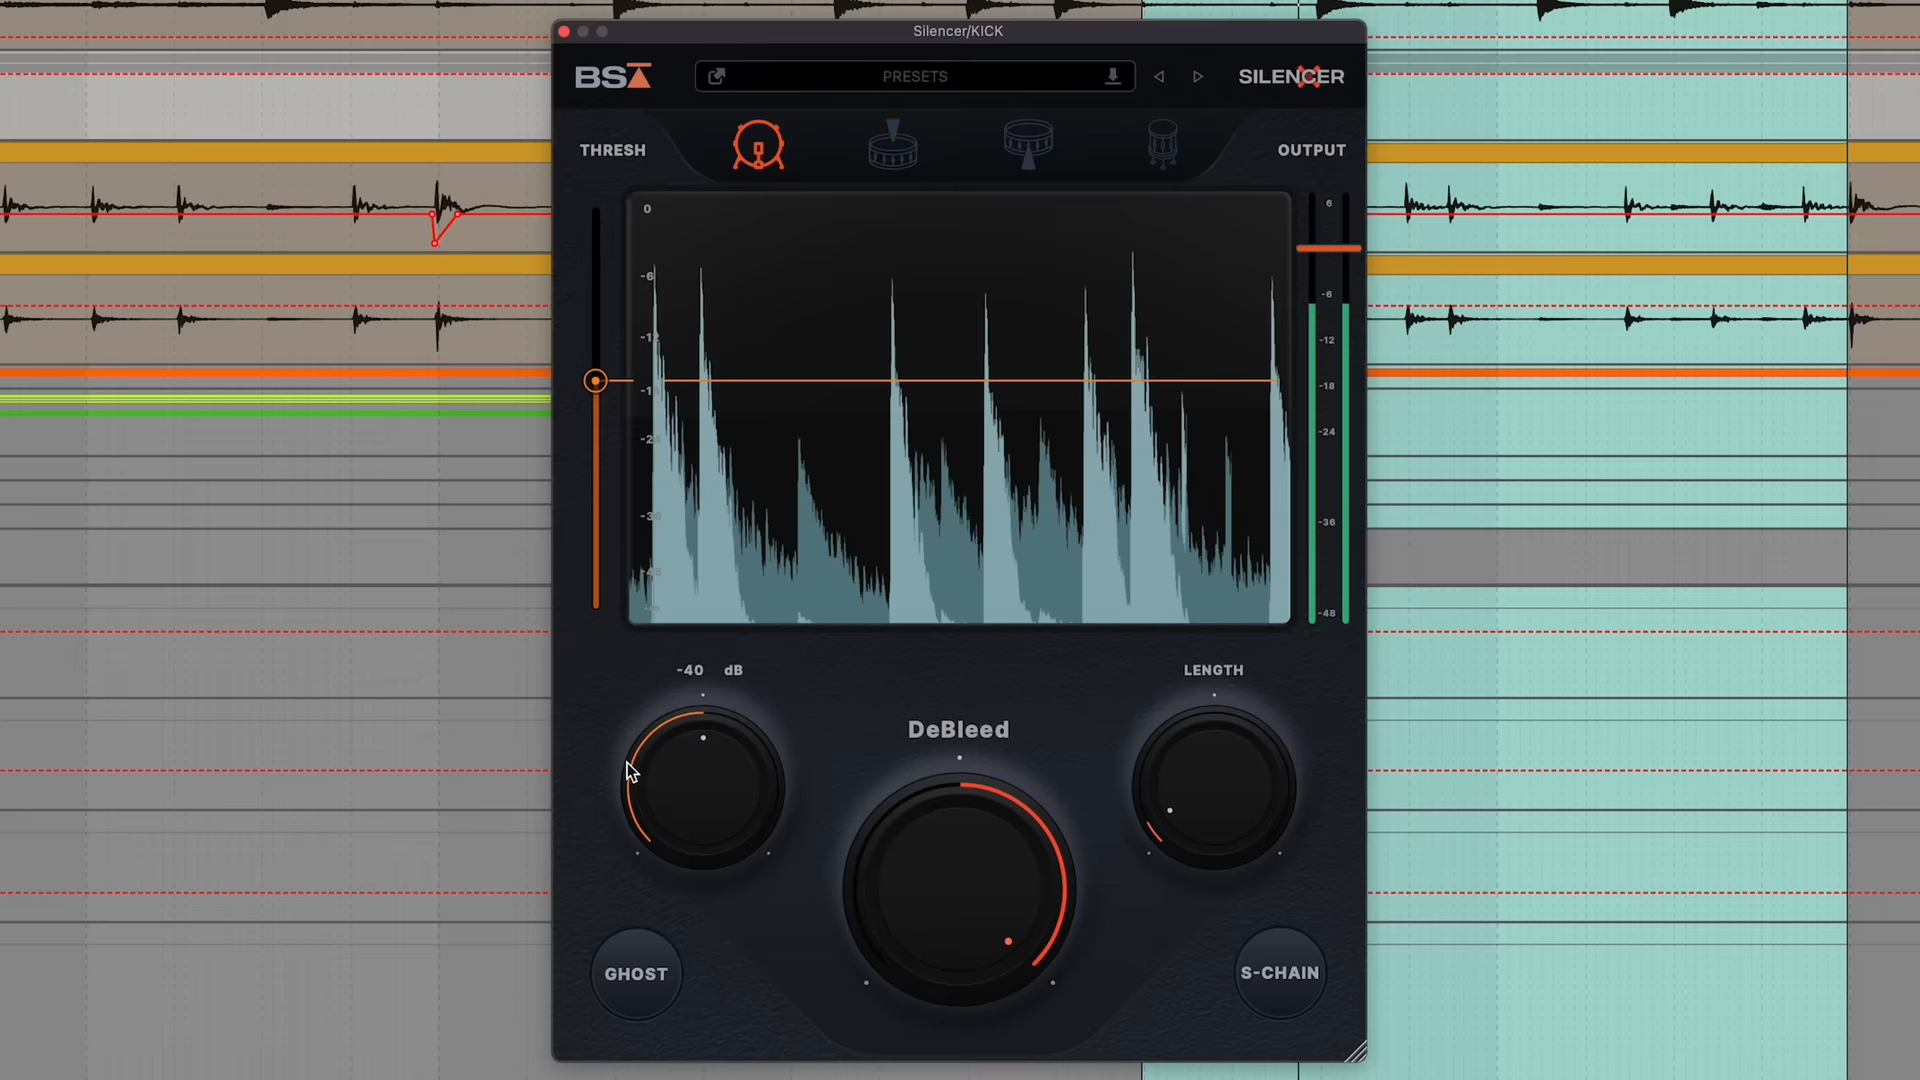 Silencer/KICK
BSA
PRESETS
SILENCER
THRESH
OUTPUT
0
-6
6
-6
-12
-18
-24
-36
-48
-40 dB
LENGTH
DeBleed
GHOST
S-CHAIN